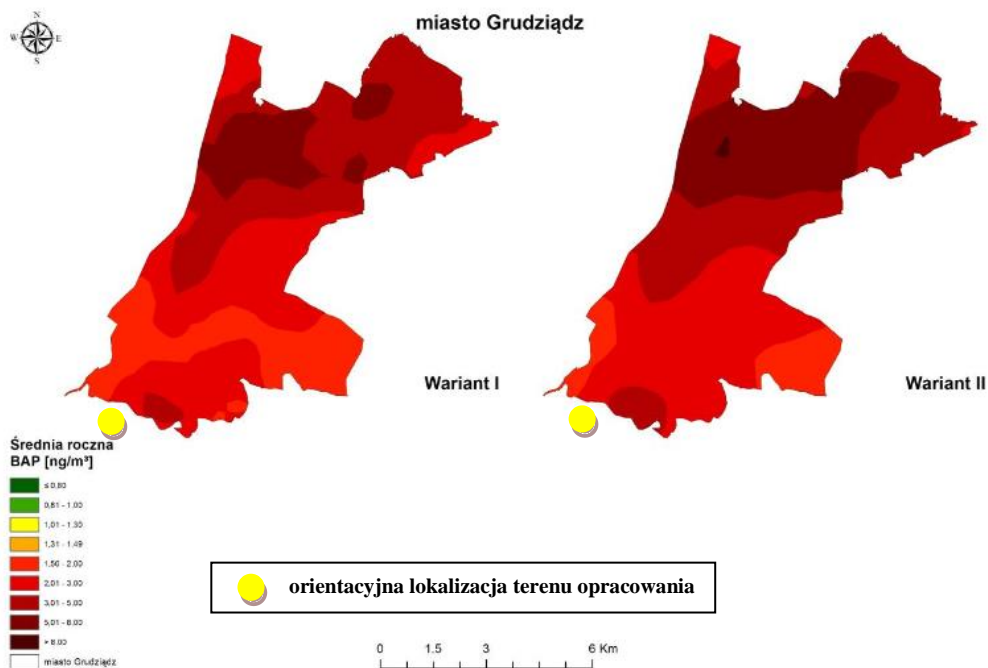 N
W E
S
miasto Grudziądz
Wariant I
Wariant II
Średnia roczna
BAP [ng/m³]
≤ 0,80
0,81 - 1,00
1,01 - 1,30
1,31 - 1,49
1,50 - 2,00
2,01 - 3,00
3,01 - 5,00
5,01 - 8,00
> 8,00
miasto Grudziądz
orientacyjna lokalizacja terenu opracowania
0 1.5 3 6 Km